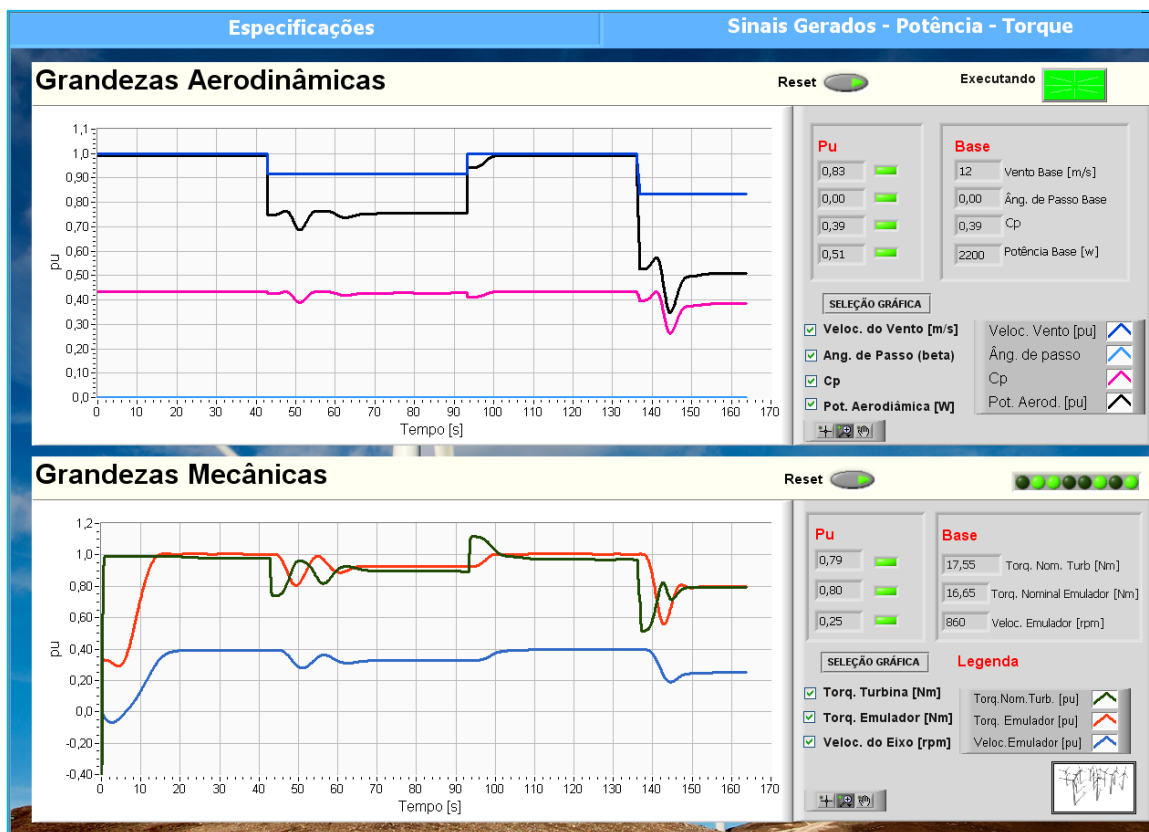 Especificações
Sinais Gerados - Potência - Torque
Grandezas Aerodinâmicas
Reset
Executando
1,1
1,0
0,90
0,80
0,70
0,60
0,50
0,40
0,30
0,20
0,10
0,0
pu
0 10 20 30 40 50 60 70 80 90 100 110 120 130 140 150 160 170
Tempo [s]
Pu
0,83
0,00
0,39
0,51
Base
12 Vento Base [m/s]
0,00 Âng. de Passo Base
0,39 Cp
2200 Potência Base [w]
SELEÇÃO GRÁFICA
Veloc. do Vento [m/s]
Ang. de Passo (beta)
Cp
Pot. Aerodiâmica [W]
Veloc. Vento [pu]
Âng. de passo
Cp
Pot. Aerod. [pu]
Grandezas Mecânicas
Reset
1,2
1,0
0,80
0,60
0,40
0,20
0,0
-0,20
-0,40
pu
0 10 20 30 40 50 60 70 80 90 100 110 120 130 140 150 160 170
Tempo [s]
Pu
0,79
0,80
0,25
Base
17,55 Torq. Nom. Turb [Nm]
16,65 Torq. Nominal Emulador [Nm]
860 Veloc. Emulador [rpm]
SELEÇÃO GRÁFICA
Legenda
Torq. Turbina [Nm]
Torq. Emulador [Nm]
Veloc. do Eixo [rpm]
Torq.Nom.Turb. [pu]
Torq. Emulador [pu]
Veloc.Emulador [pu]